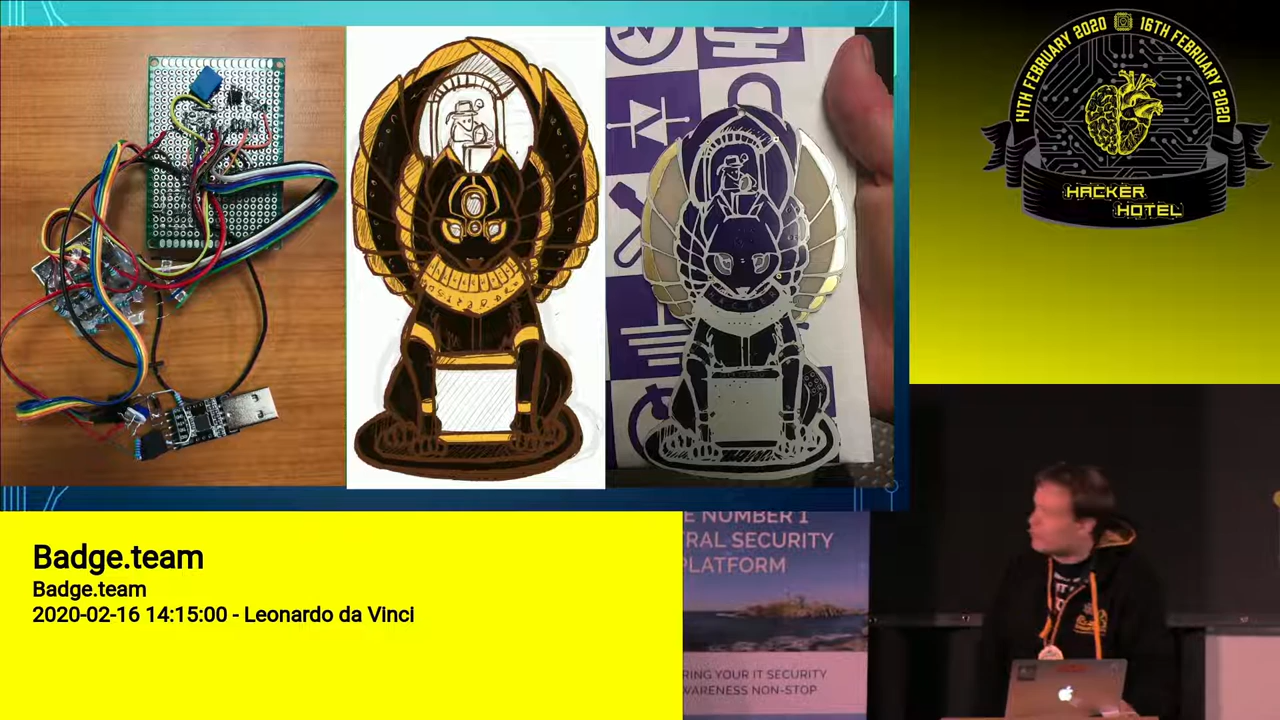 14TH FEBRUARY 2020
16TH FEBRUARY 2020
HACKER
HOTEL
Badge.team
Badge.team
2020-02-16 14:15:00 - Leonardo da Vinci
E NUMBER 1
TRAL SECURITY
PLATFORM
RING YOUR IT SECURITY
WARENESS NON-STOP